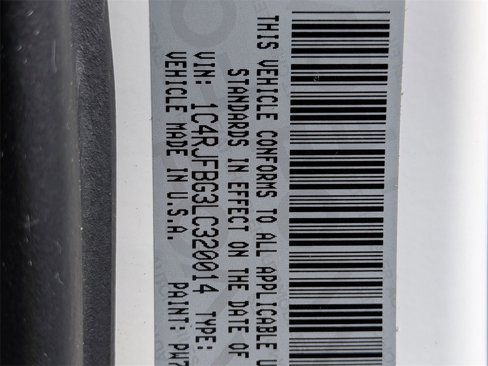 THIS VEHICLE CONFORMS TO ALL APPLICABLE
STANDARDS IN EFFECT ON THE DATE OF
VIN: 1C4RJFBG3LC320014 TYPE:
VEHICLE MADE IN U.S.A. PAINT: